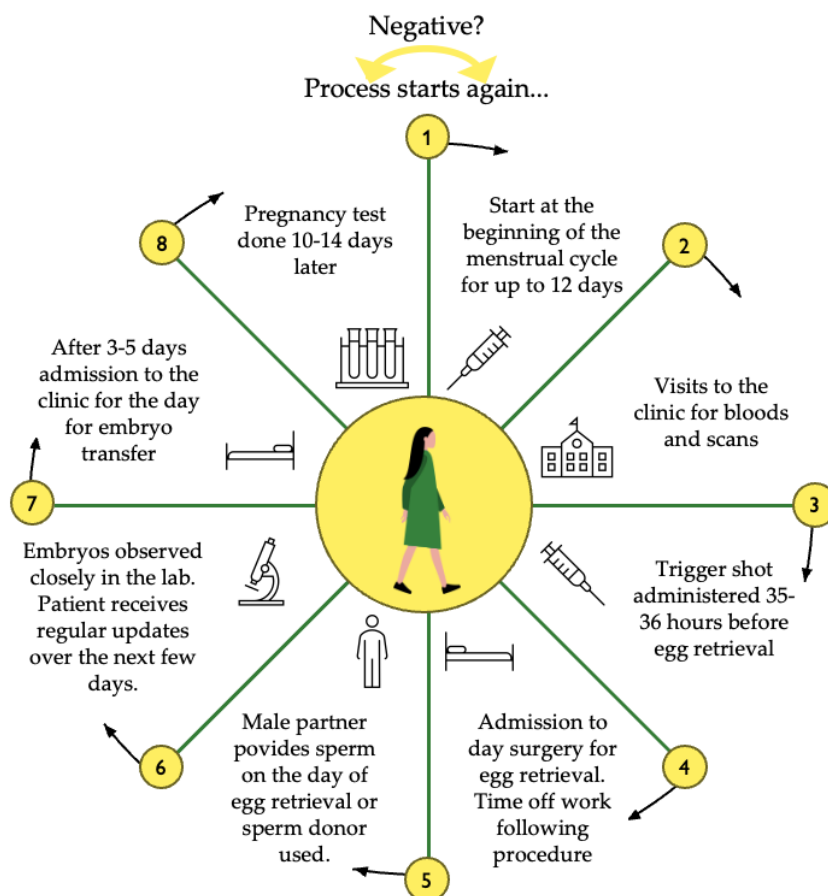 Negative?
Process starts again...
1
Start at the
beginning of the
menstrual cycle
for up to 12 days
2
Visits to the
clinic for bloods
and scans
3
Trigger shot
administered 35-
36 hours before
egg retrieval
4
Admission to
day surgery for
egg retrieval.
Time off work
following
procedure
5
Male partner
povides sperm
on the day of
egg retrieval or
sperm donor
used.
6
Embryos observed
closely in the lab.
Patient receives
regular updates
over the next few
days.
7
After 3-5 days
admission to the
clinic for the day
for embryo
transfer
8
Pregnancy test
done 10-14 days
later